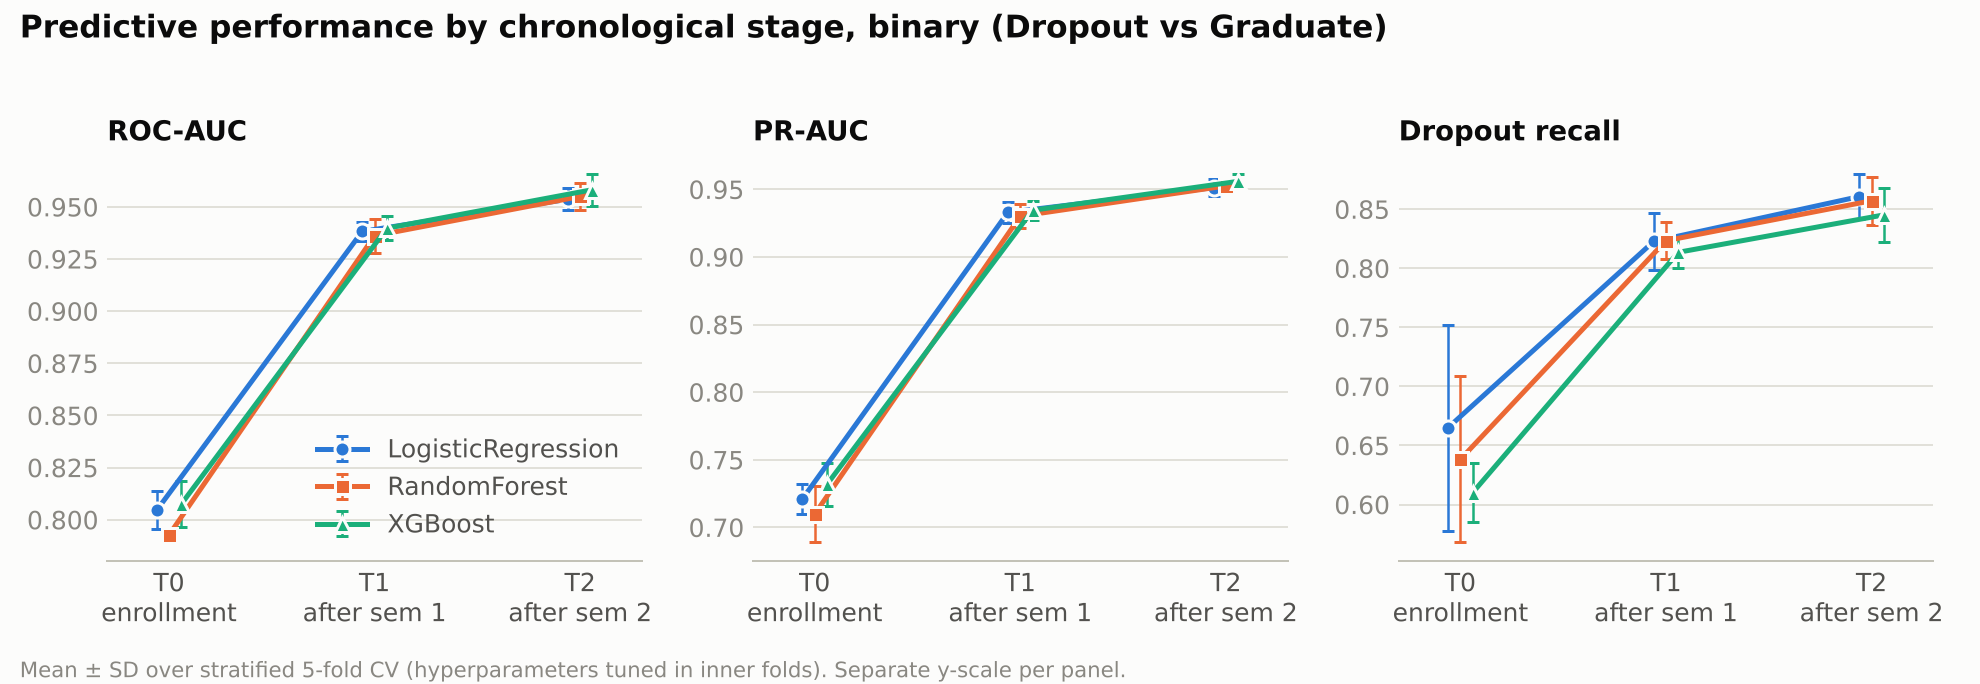 Predictive performance by chronological stage, binary (Dropout vs Graduate)
ROC-AUC
0.950
0.925
0.900
0.875
0.850
0.825
0.800
LogisticRegression
RandomForest
XGBoost
T0
enrollment
T1
after sem 1
T2
after sem 2
PR-AUC
0.95
0.90
0.85
0.80
0.75
0.70
T0
enrollment
T1
after sem 1
T2
after sem 2
Dropout recall
0.85
0.80
0.75
0.70
0.65
0.60
T0
enrollment
T1
after sem 1
T2
after sem 2
Mean ± SD over stratified 5-fold CV (hyperparameters tuned in inner folds). Separate y-scale per panel.